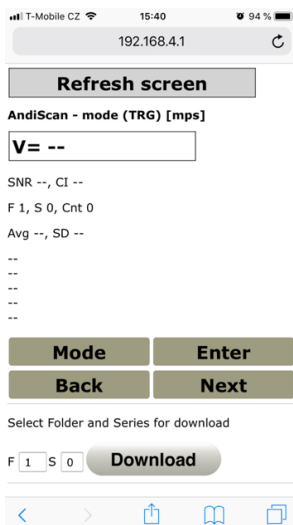 T-Mobile CZ 15:40 94 %
192.168.4.1
Refresh screen
AndiScan - mode (TRG) [mps]
V= --
SNR --, CI --
F 1, S 0, Cnt 0
Avg --, SD --
--
--
--
--
--
Mode Enter
Back Next
Select Folder and Series for download
F 1 S 0 Download